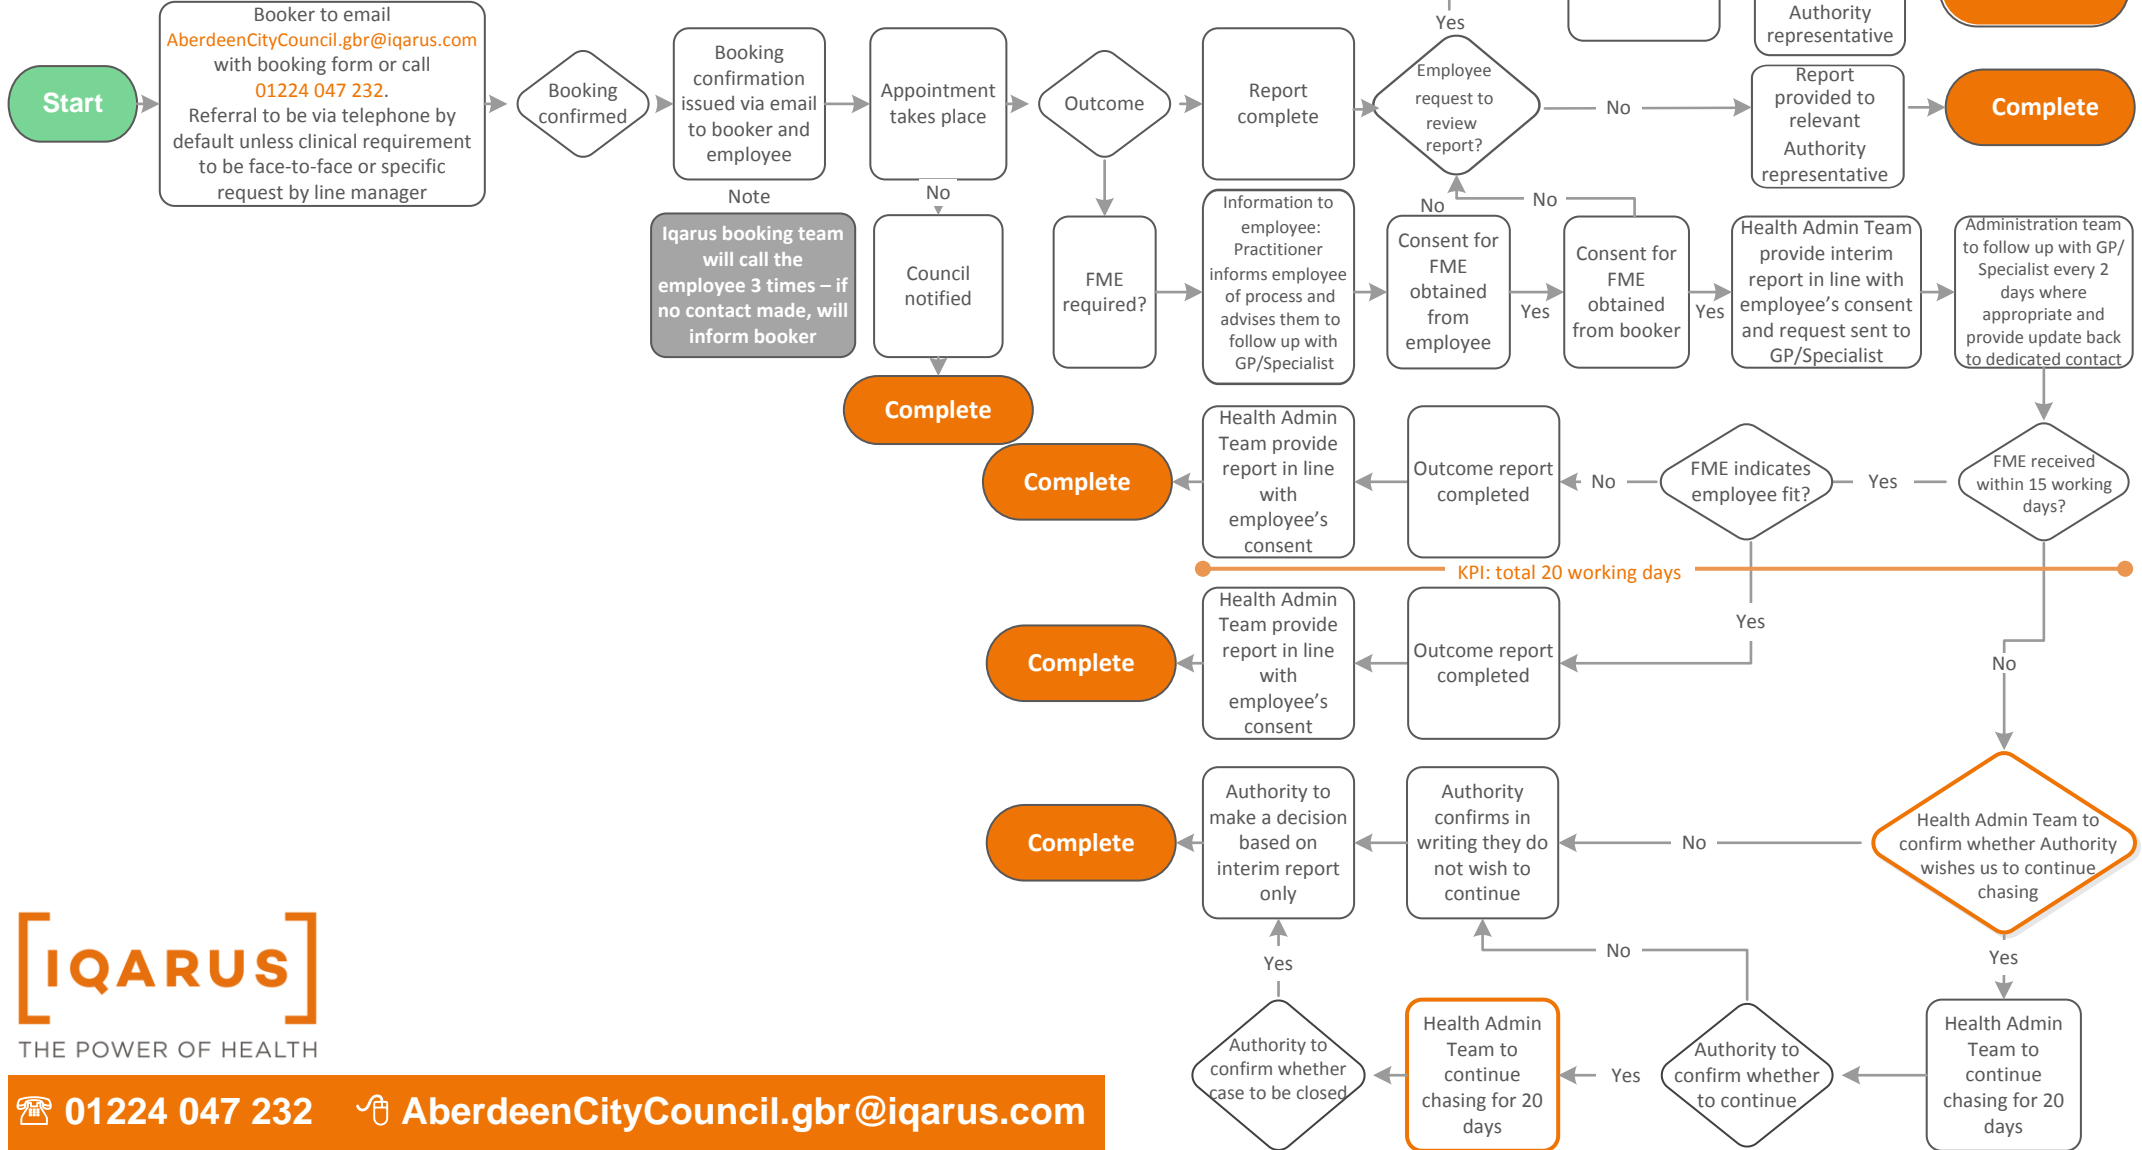 Yes
Authority
representative
Start
Booker to email
AberdeenCityCouncil.gbr@iqarus.com
with booking form or call
01224 047 232.
Referral to be via telephone by
default unless clinical requirement
to be face-to-face or specific
request by line manager
Booking
confirmed
Booking
confirmation
issued via email
to booker and
employee
Appointment
takes place
Outcome
Report
complete
Employee
request to
review
report?
No
Report
provided to
relevant
Authority
representative
Complete
Note
Iqarus booking team
will call the
employee 3 times – if
no contact made, will
inform booker
No
Council
notified
Complete
FME
required?
Information to
employee:
Practitioner
informs employee
of process and
advises them to
follow up with
GP/Specialist
No
Consent for
FME
obtained
from
employee
Yes
No
Consent for
FME
obtained
from booker
Yes
Health Admin Team
provide interim
report in line with
employee’s consent
and request sent to
GP/Specialist
Administration team
to follow up with GP/
Specialist every 2
days where
appropriate and
provide update back
to dedicated contact
Complete
Health Admin
Team provide
report in line
with
employee’s
consent
Outcome report
completed
No
FME indicates
employee fit?
Yes
FME received
within 15 working
days?
KPI: total 20 working days
Complete
Health Admin
Team provide
report in line
with
employee’s
consent
Outcome report
completed
Yes
No
Complete
Authority to
make a decision
based on
interim report
only
Authority
confirms in
writing they do
not wish to
continue
No
Health Admin Team to
confirm whether Authority
wishes us to continue
chasing
Yes
No
Yes
Authority to
confirm whether
case to be closed
Health Admin
Team to
continue
chasing for 20
days
Yes
Authority to
confirm whether
to continue
Health Admin
Team to
continue
chasing for 20
days
IQARUS
THE POWER OF HEALTH
01224 047 232 AberdeenCityCouncil.gbr@iqarus.com